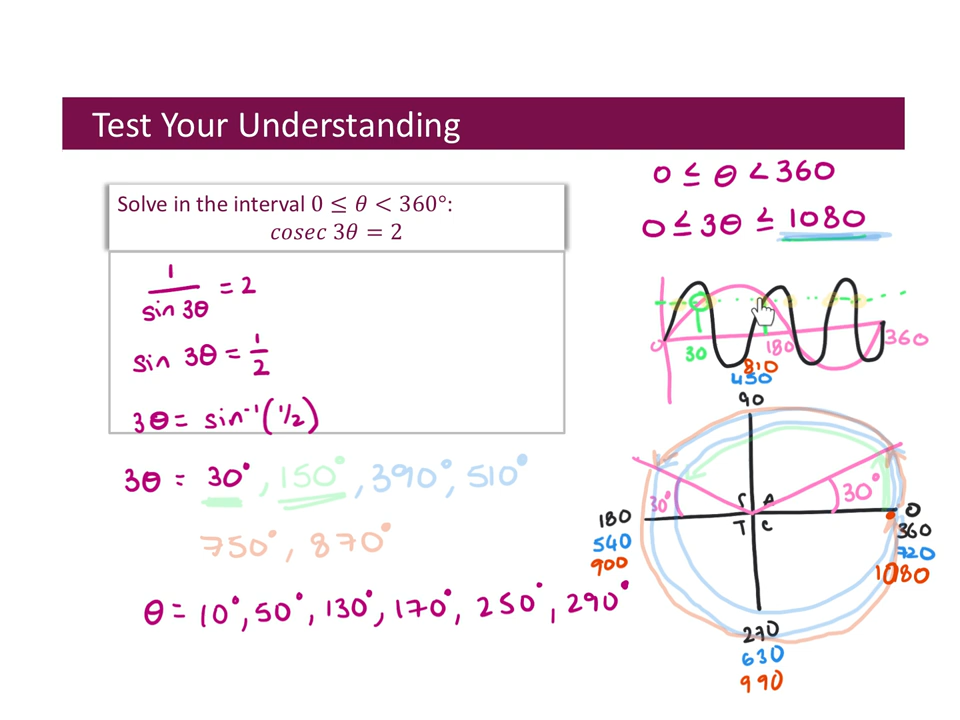 Test Your Understanding
Solve in the interval 0 ≤ θ < 360°:
cosec 3θ = 2
1/sin 3θ = 2
sin 3θ = 1/2
3θ = sin⁻¹(1/2)
3θ = 30°, 150°, 390°, 510°
750°, 870°
θ = 10°, 50°, 130°, 170°, 250°, 290°
0 ≤ θ < 360
0 ≤ 3θ ≤ 1080
0
30
180
360
810
450
90
30°
30°
S A
T C
180
540
900
0
360
720
1080
270
630
990